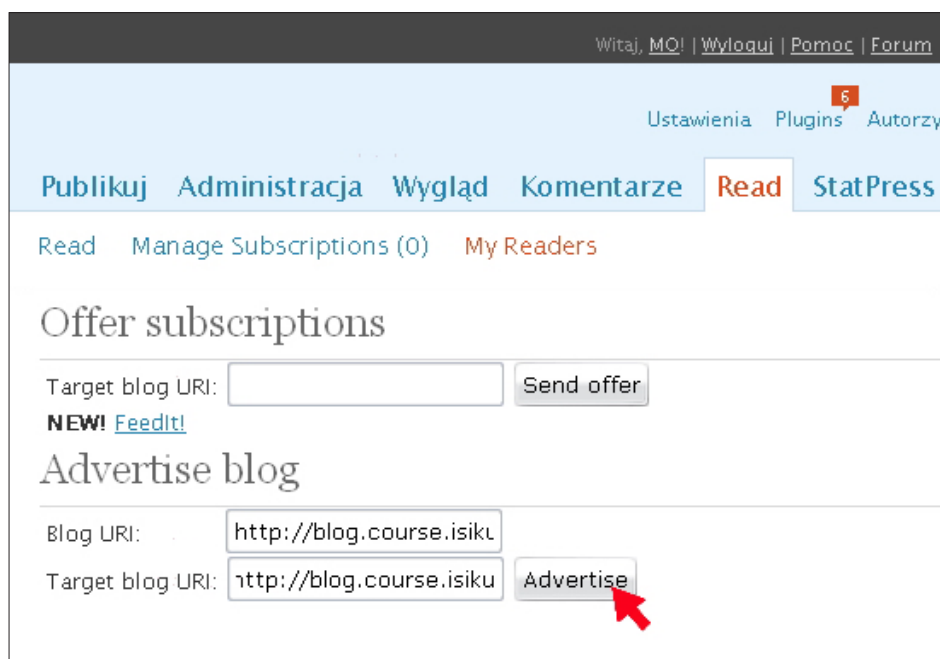 Witaj, MO! | Wyloguj | Pomoc | Forum
6
Ustawienia Plugins Autorzy
Publikuj Administracja Wygląd Komentarze Read StatPress
Read Manage Subscriptions (0) My Readers
Offer subscriptions
Target blog URI: Send offer
NEW! FeedIt!
Advertise blog
Blog URI: http://blog.course.isiku
Target blog URI: http://blog.course.isiku Advertise